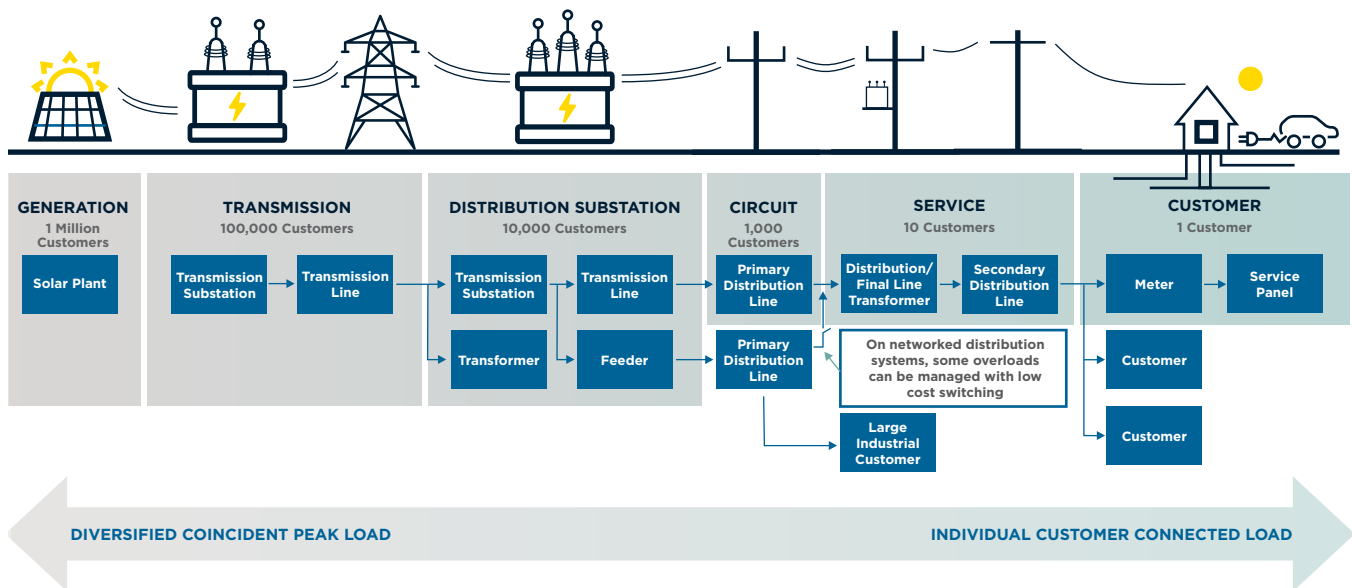 GENERATION
1 Million
Customers
Solar Plant
TRANSMISSION
100,000 Customers
Transmission
Substation
Transmission
Line
DISTRIBUTION SUBSTATION
10,000 Customers
Transmission
Substation
Transmission
Line
Transformer
Feeder
CIRCUIT
1,000
Customers
Primary
Distribution
Line
Primary
Distribution
Line
SERVICE
10 Customers
Distribution/
Final Line
Transformer
Secondary
Distribution
Line
On networked distribution
systems, some overloads
can be managed with low
cost switching
Large
Industrial
Customer
CUSTOMER
1 Customer
Meter
Service
Panel
Customer
Customer
DIVERSIFIED COINCIDENT PEAK LOAD
INDIVIDUAL CUSTOMER CONNECTED LOAD